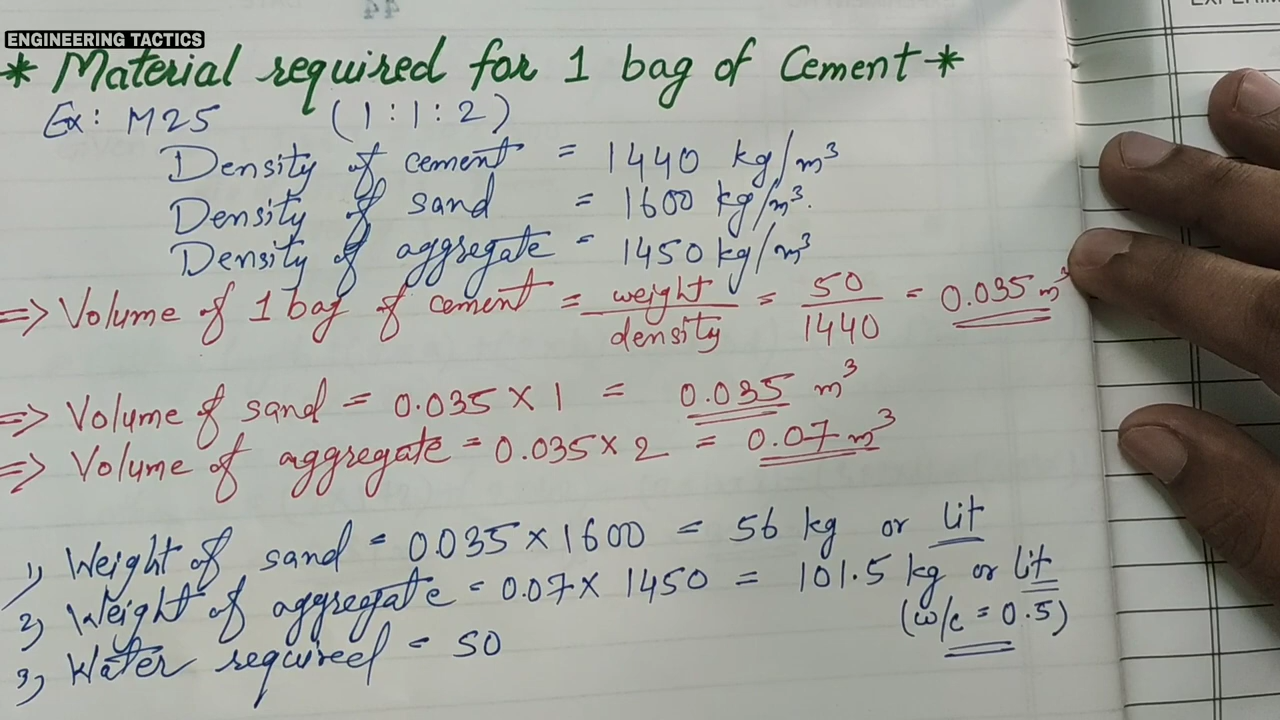 44
EXPERIM
ENGINEERING TACTICS
* Material required for 1 bag of Cement *
Ex: M25 (1:1:2)
Density of cement = 1440 kg/m³
Density of sand = 1600 kg/m³.
Density of aggregate = 1450 kg/m³
=> Volume of 1 bag of cement = weight/density = 50/1440 = 0.035 m³
=> Volume of sand = 0.035 × 1 = 0.035 m³
=> Volume of aggregate = 0.035 × 2 = 0.07 m³
1) Weight of sand = 0.035 × 1600 = 56 kg or lit
2) Weight of aggregate = 0.07 × 1450 = 101.5 kg or lit
3) Water required = 50 (w/c = 0.5)